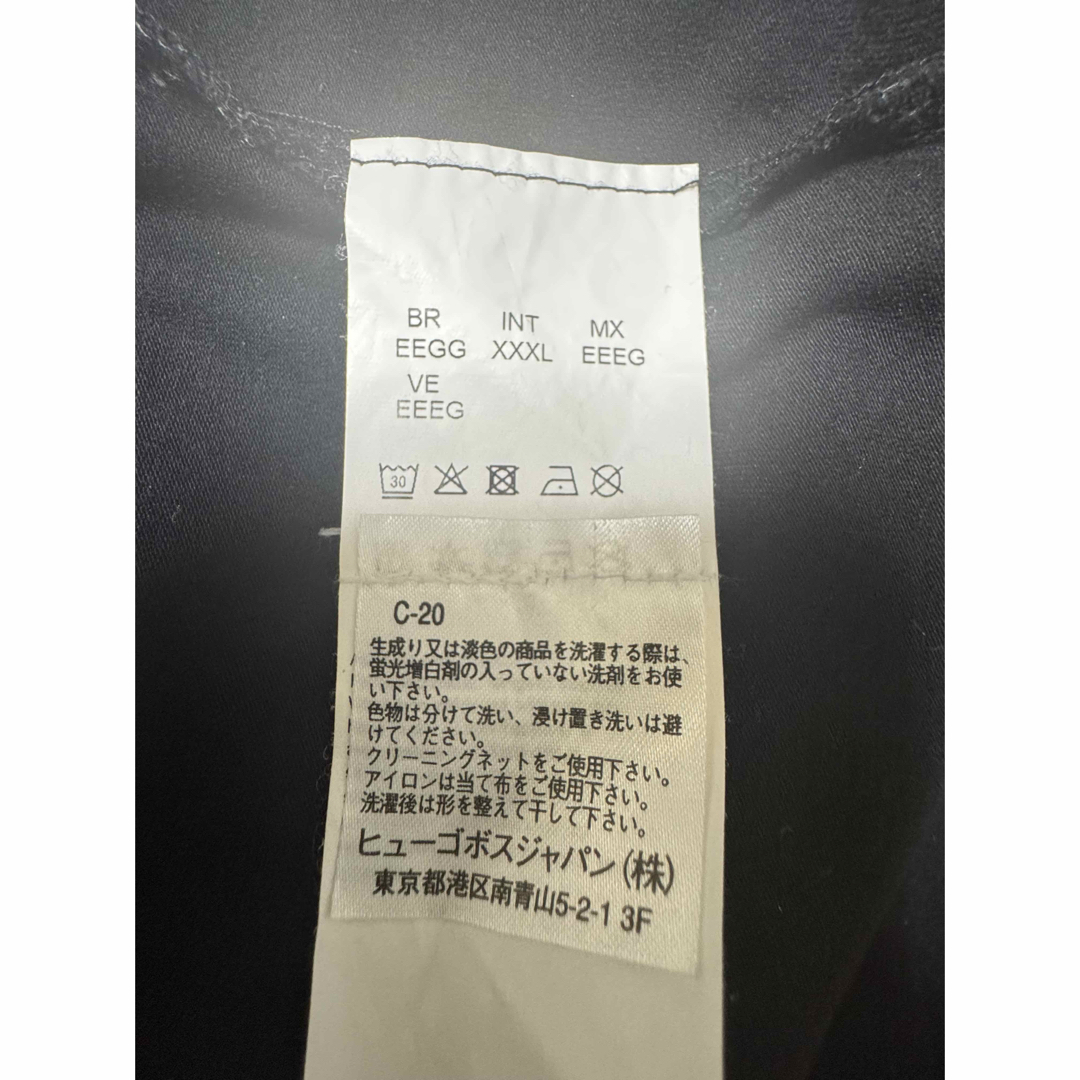 BR INT MX
EEGG XXXL EEEG
VE
EEEG
30
C-20
生成り又は淡色の商品を洗濯する際は、
蛍光増白剤の入っていない洗剤をお使
い下さい。
色物は分けて洗い、浸け置き洗いは避
けてください。
クリーニングネットをご使用下さい。
アイロンは当て布をご使用下さい。
洗濯後は形を整えて干して下さい。
ヒューゴボスジャパン(株)
東京都港区南青山5-2-1 3F